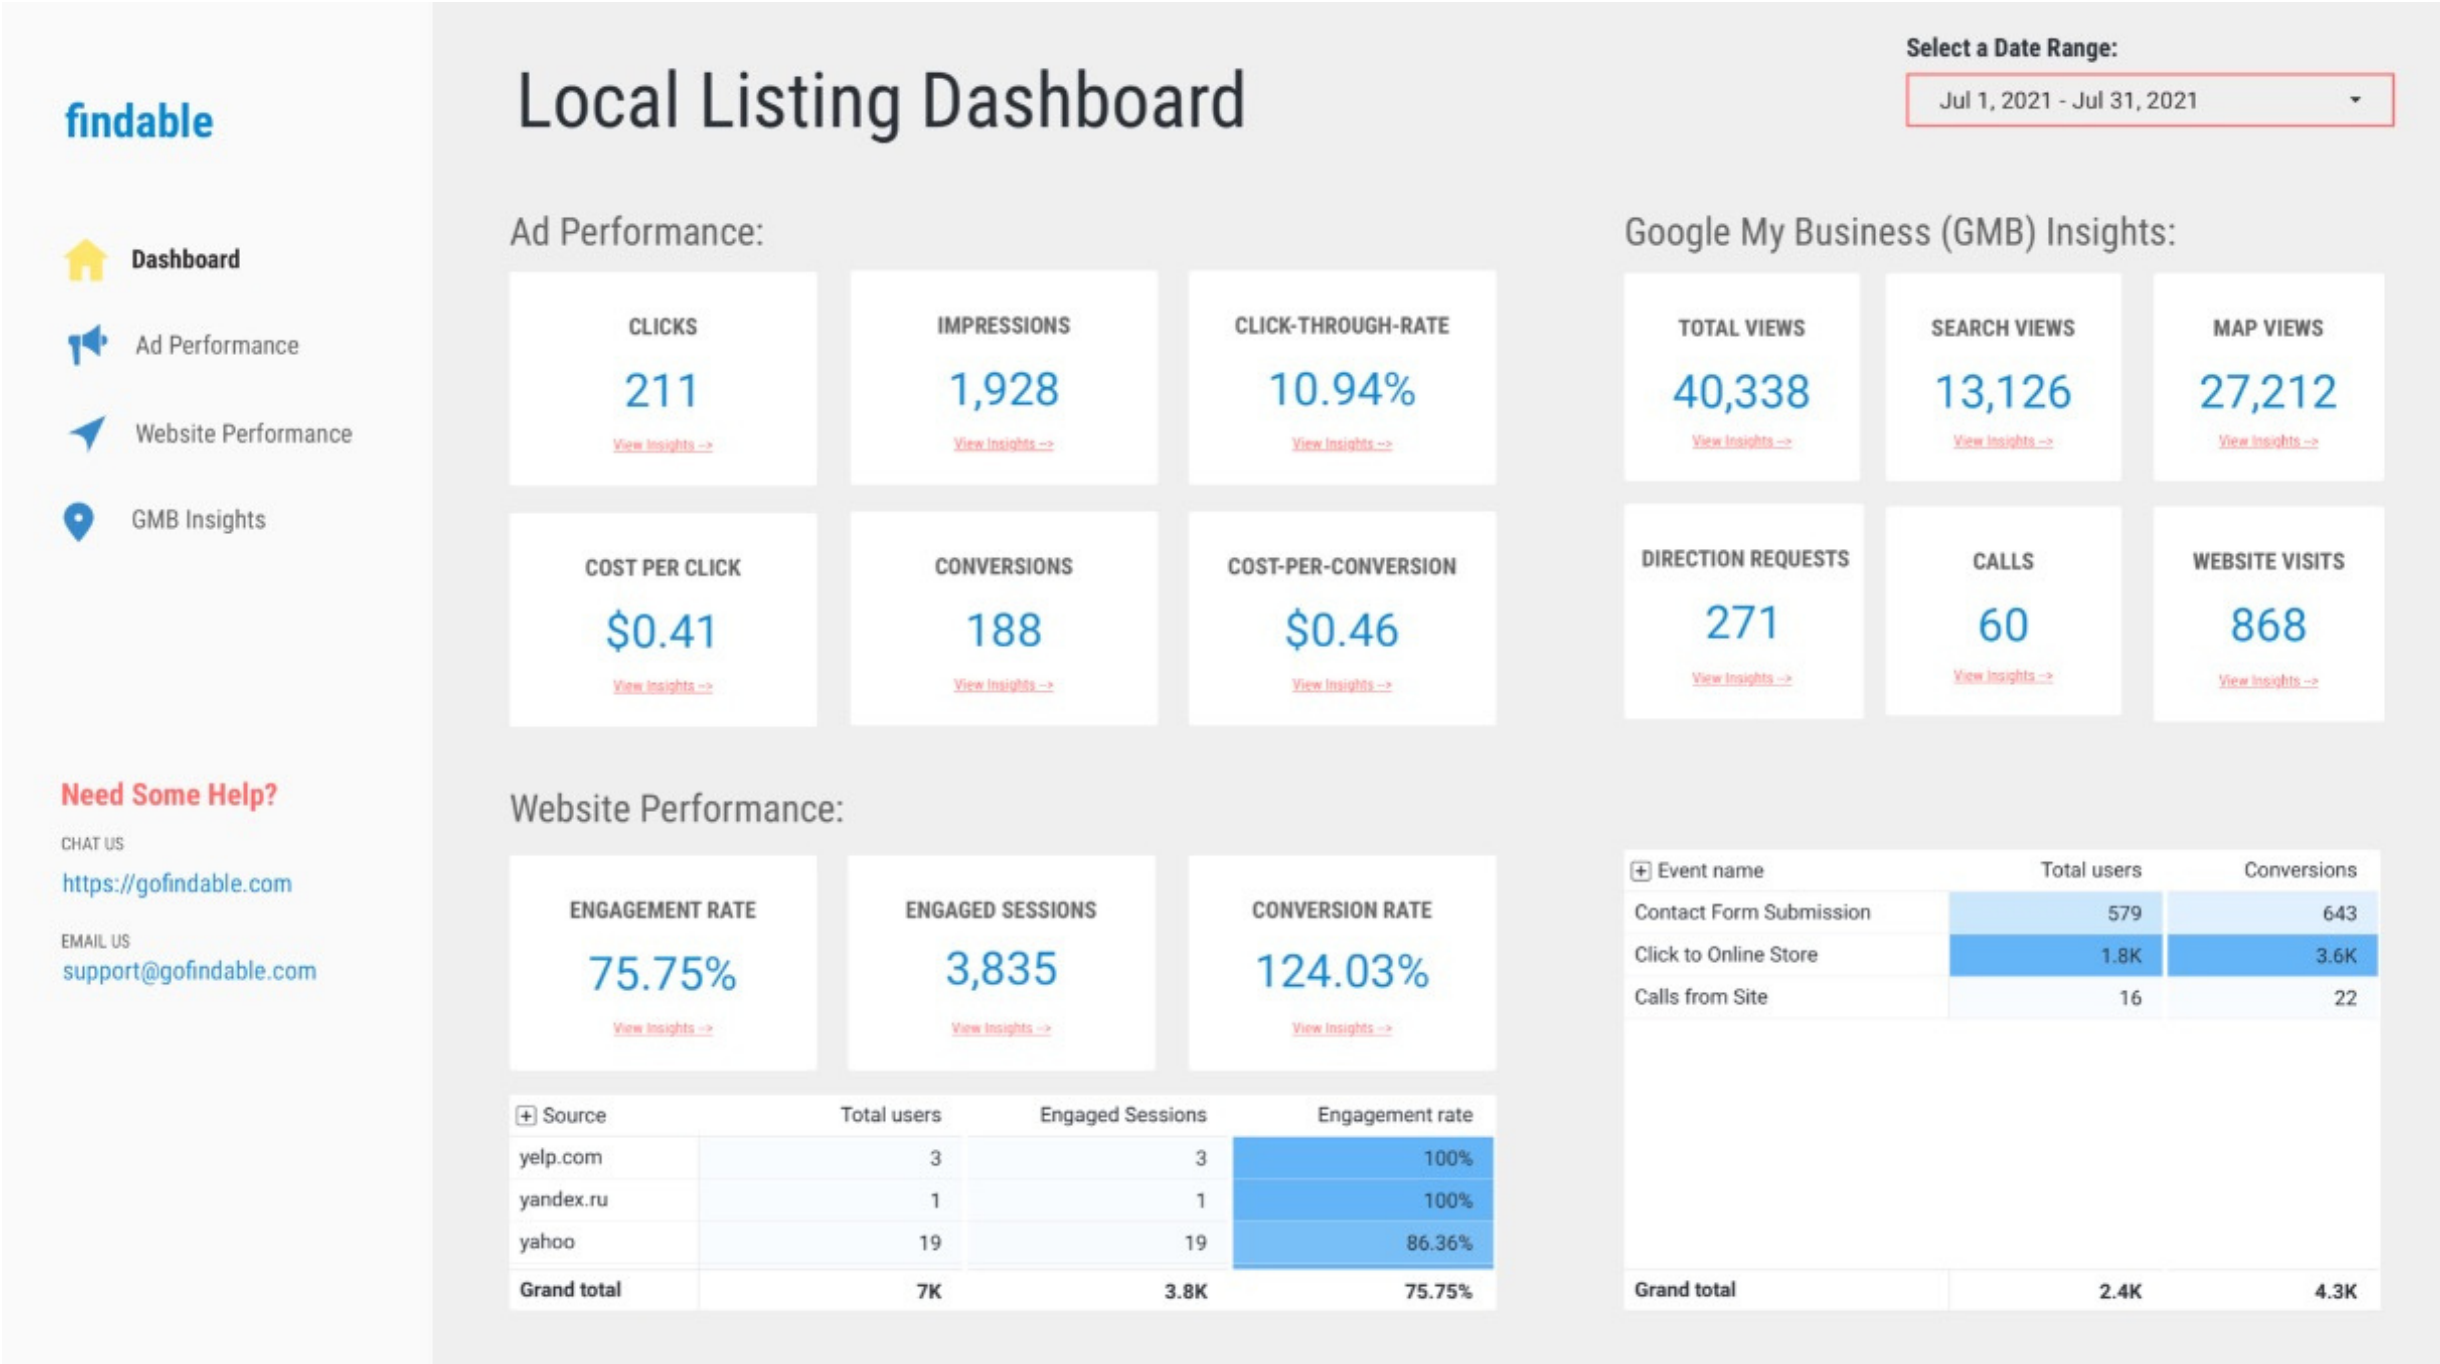 findable
Dashboard
Ad Performance
Website Performance
GMB Insights
Need Some Help?
CHAT US
https://gofindable.com
EMAIL US
support@gofindable.com
Local Listing Dashboard
Select a Date Range:
Jul 1, 2021 - Jul 31, 2021
Ad Performance:
CLICKS
211
View Insights -->
IMPRESSIONS
1,928
View Insights -->
CLICK-THROUGH-RATE
10.94%
View Insights -->
COST PER CLICK
$0.41
View Insights -->
CONVERSIONS
188
View Insights -->
COST-PER-CONVERSION
$0.46
View Insights -->
Google My Business (GMB) Insights:
TOTAL VIEWS
40,338
View Insights -->
SEARCH VIEWS
13,126
View Insights -->
MAP VIEWS
27,212
View Insights -->
DIRECTION REQUESTS
271
View Insights -->
CALLS
60
View Insights -->
WEBSITE VISITS
868
View Insights -->
Website Performance:
ENGAGEMENT RATE
75.75%
View Insights -->
ENGAGED SESSIONS
3,835
View Insights -->
CONVERSION RATE
124.03%
View Insights -->
Source Total users Engaged Sessions Engagement rate
yelp.com 3 3 100%
yandex.ru 1 1 100%
yahoo 19 19 86.36%
Grand total 7K 3.8K 75.75%
Event name Total users Conversions
Contact Form Submission 579 643
Click to Online Store 1.8K 3.6K
Calls from Site 16 22
Grand total 2.4K 4.3K